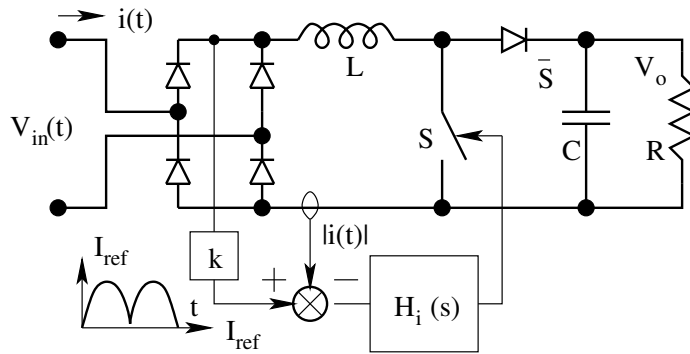 i(t)
V_in(t)
L
S
S̄
C
V_o
R
|i(t)|
k
+
−
H_i (s)
I_ref
t
I_ref